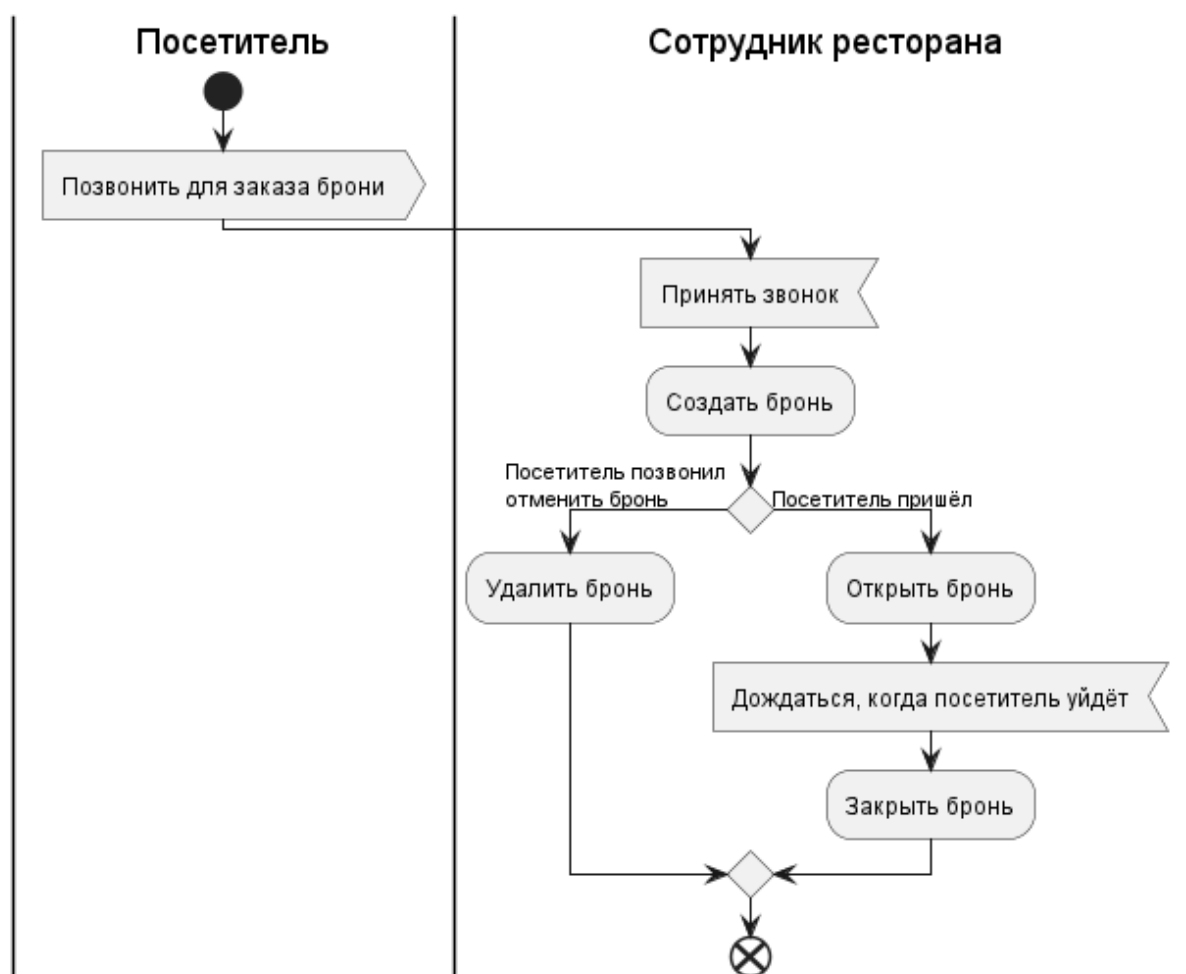 Посетитель
Сотрудник ресторана
Позвонить для заказа брони
Принять звонок
Создать бронь
Посетитель позвонил
отменить бронь
Посетитель пришёл
Удалить бронь
Открыть бронь
Дождаться, когда посетитель уйдёт
Закрыть бронь